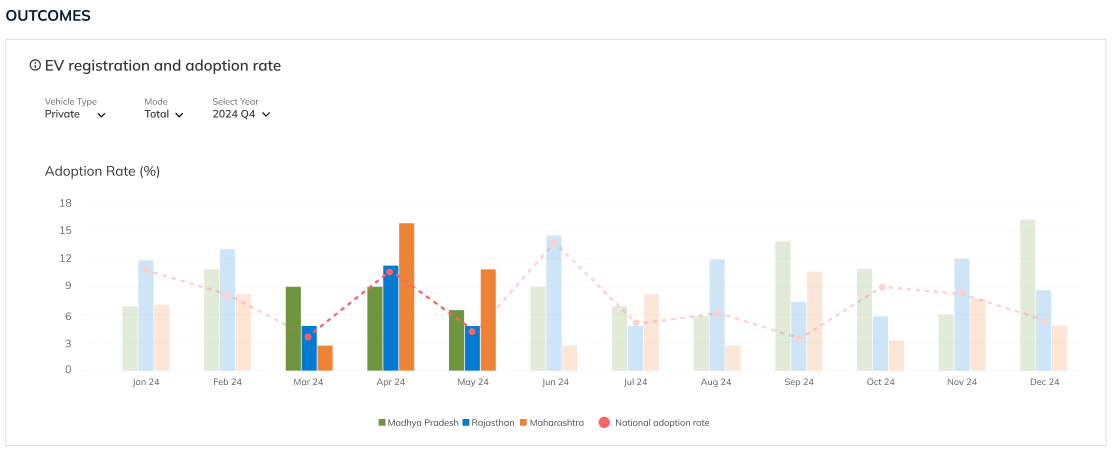 OUTCOMES
EV registration and adoption rate
Vehicle Type Mode Select Year
Private Total 2024 Q4
Adoption Rate (%)
18
15
12
9
6
3
0
Jan 24 Feb 24 Mar 24 Apr 24 May 24 Jun 24 Jul 24 Aug 24 Sep 24 Oct 24 Nov 24 Dec 24
Madhya Pradesh Rajasthan Maharashtra National adoption rate